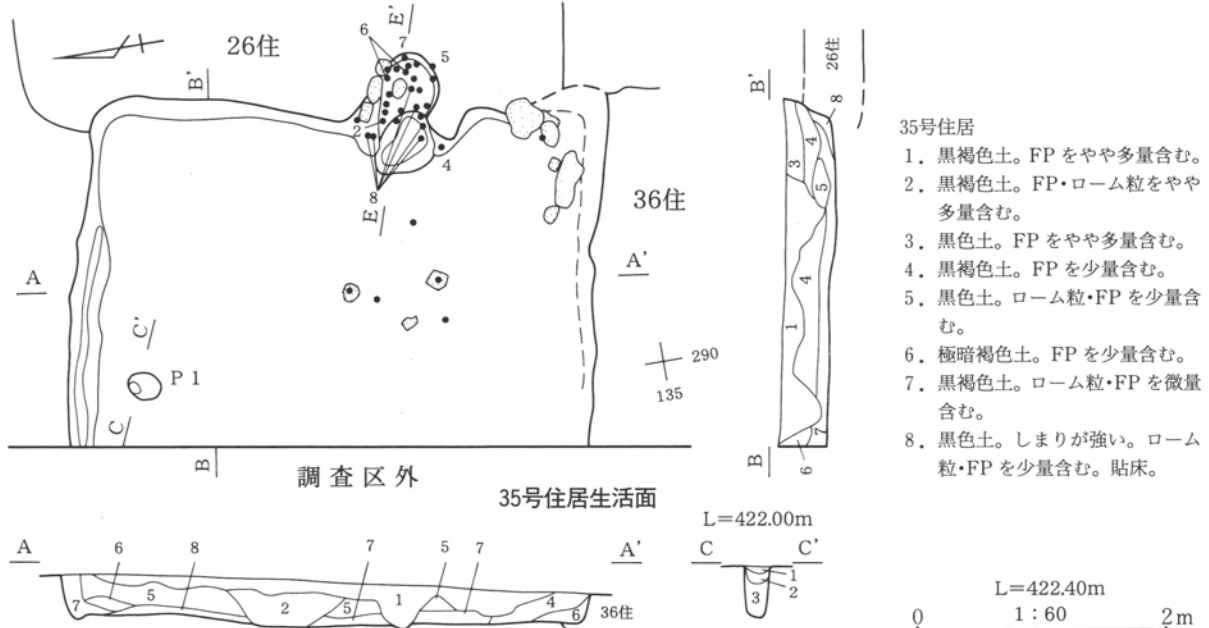 26住
E'
6
7
5
B'
2
4
8
E
36住
A
A'
C'
P 1
C
290
135
B
調査区外
35号住居生活面
26住
B'
8
4
3
5
4
1
7
B
6
35号住居
1．黒褐色土。FP をやや多量含む。
2．黒褐色土。FP・ローム粒をやや
多量含む。
3．黒色土。FP をやや多量含む。
4．黒褐色土。FP を少量含む。
5．黒色土。ローム粒・FP を少量含
む。
6．極暗褐色土。FP を少量含む。
7．黒褐色土。ローム粒・FP を微量
含む。
8．黒色土。しまりが強い。ローム
粒・FP を少量含む。貼床。
A 6 8 7 5 7 A'
7 5 2 5 1 4 6 36住
L=422.00m
C C'
1
2
3
L=422.40m
0 1：60 2m